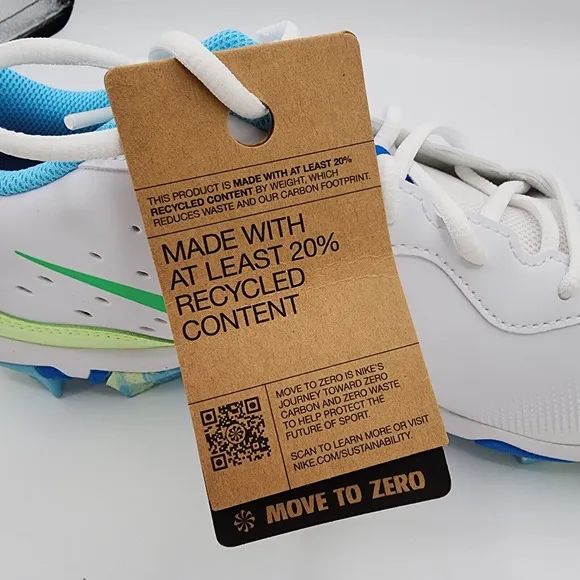 THIS PRODUCT IS MADE WITH AT LEAST 20%
RECYCLED CONTENT BY WEIGHT, WHICH
REDUCES WASTE AND OUR CARBON FOOTPRINT.
MADE WITH
AT LEAST 20%
RECYCLED
CONTENT
MOVE TO ZERO IS NIKE'S
JOURNEY TOWARD ZERO
CARBON AND ZERO WASTE
TO HELP PROTECT THE
FUTURE OF SPORT.
SCAN TO LEARN MORE OR VISIT
NIKE.COM/SUSTAINABILITY.
MOVE TO ZERO